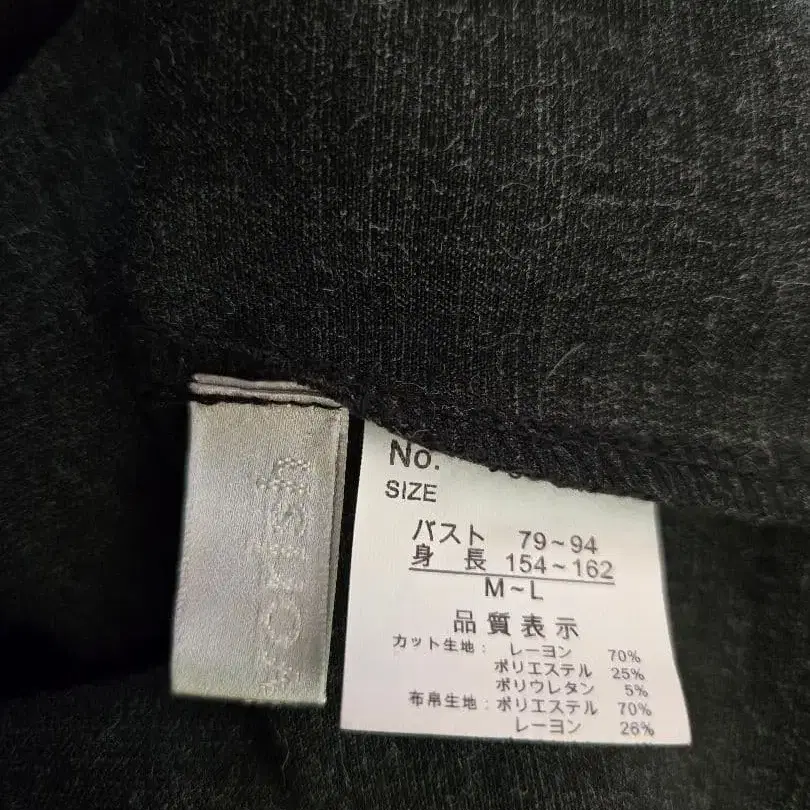 No.
SIZE
バスト 79~94
身 長 154~162
M~L
品質表示
カット生地: レーヨン 70%
ポリエステル 25%
ポリウレタン 5%
布帛生地: ポリエステル 70%
レーヨン 26%